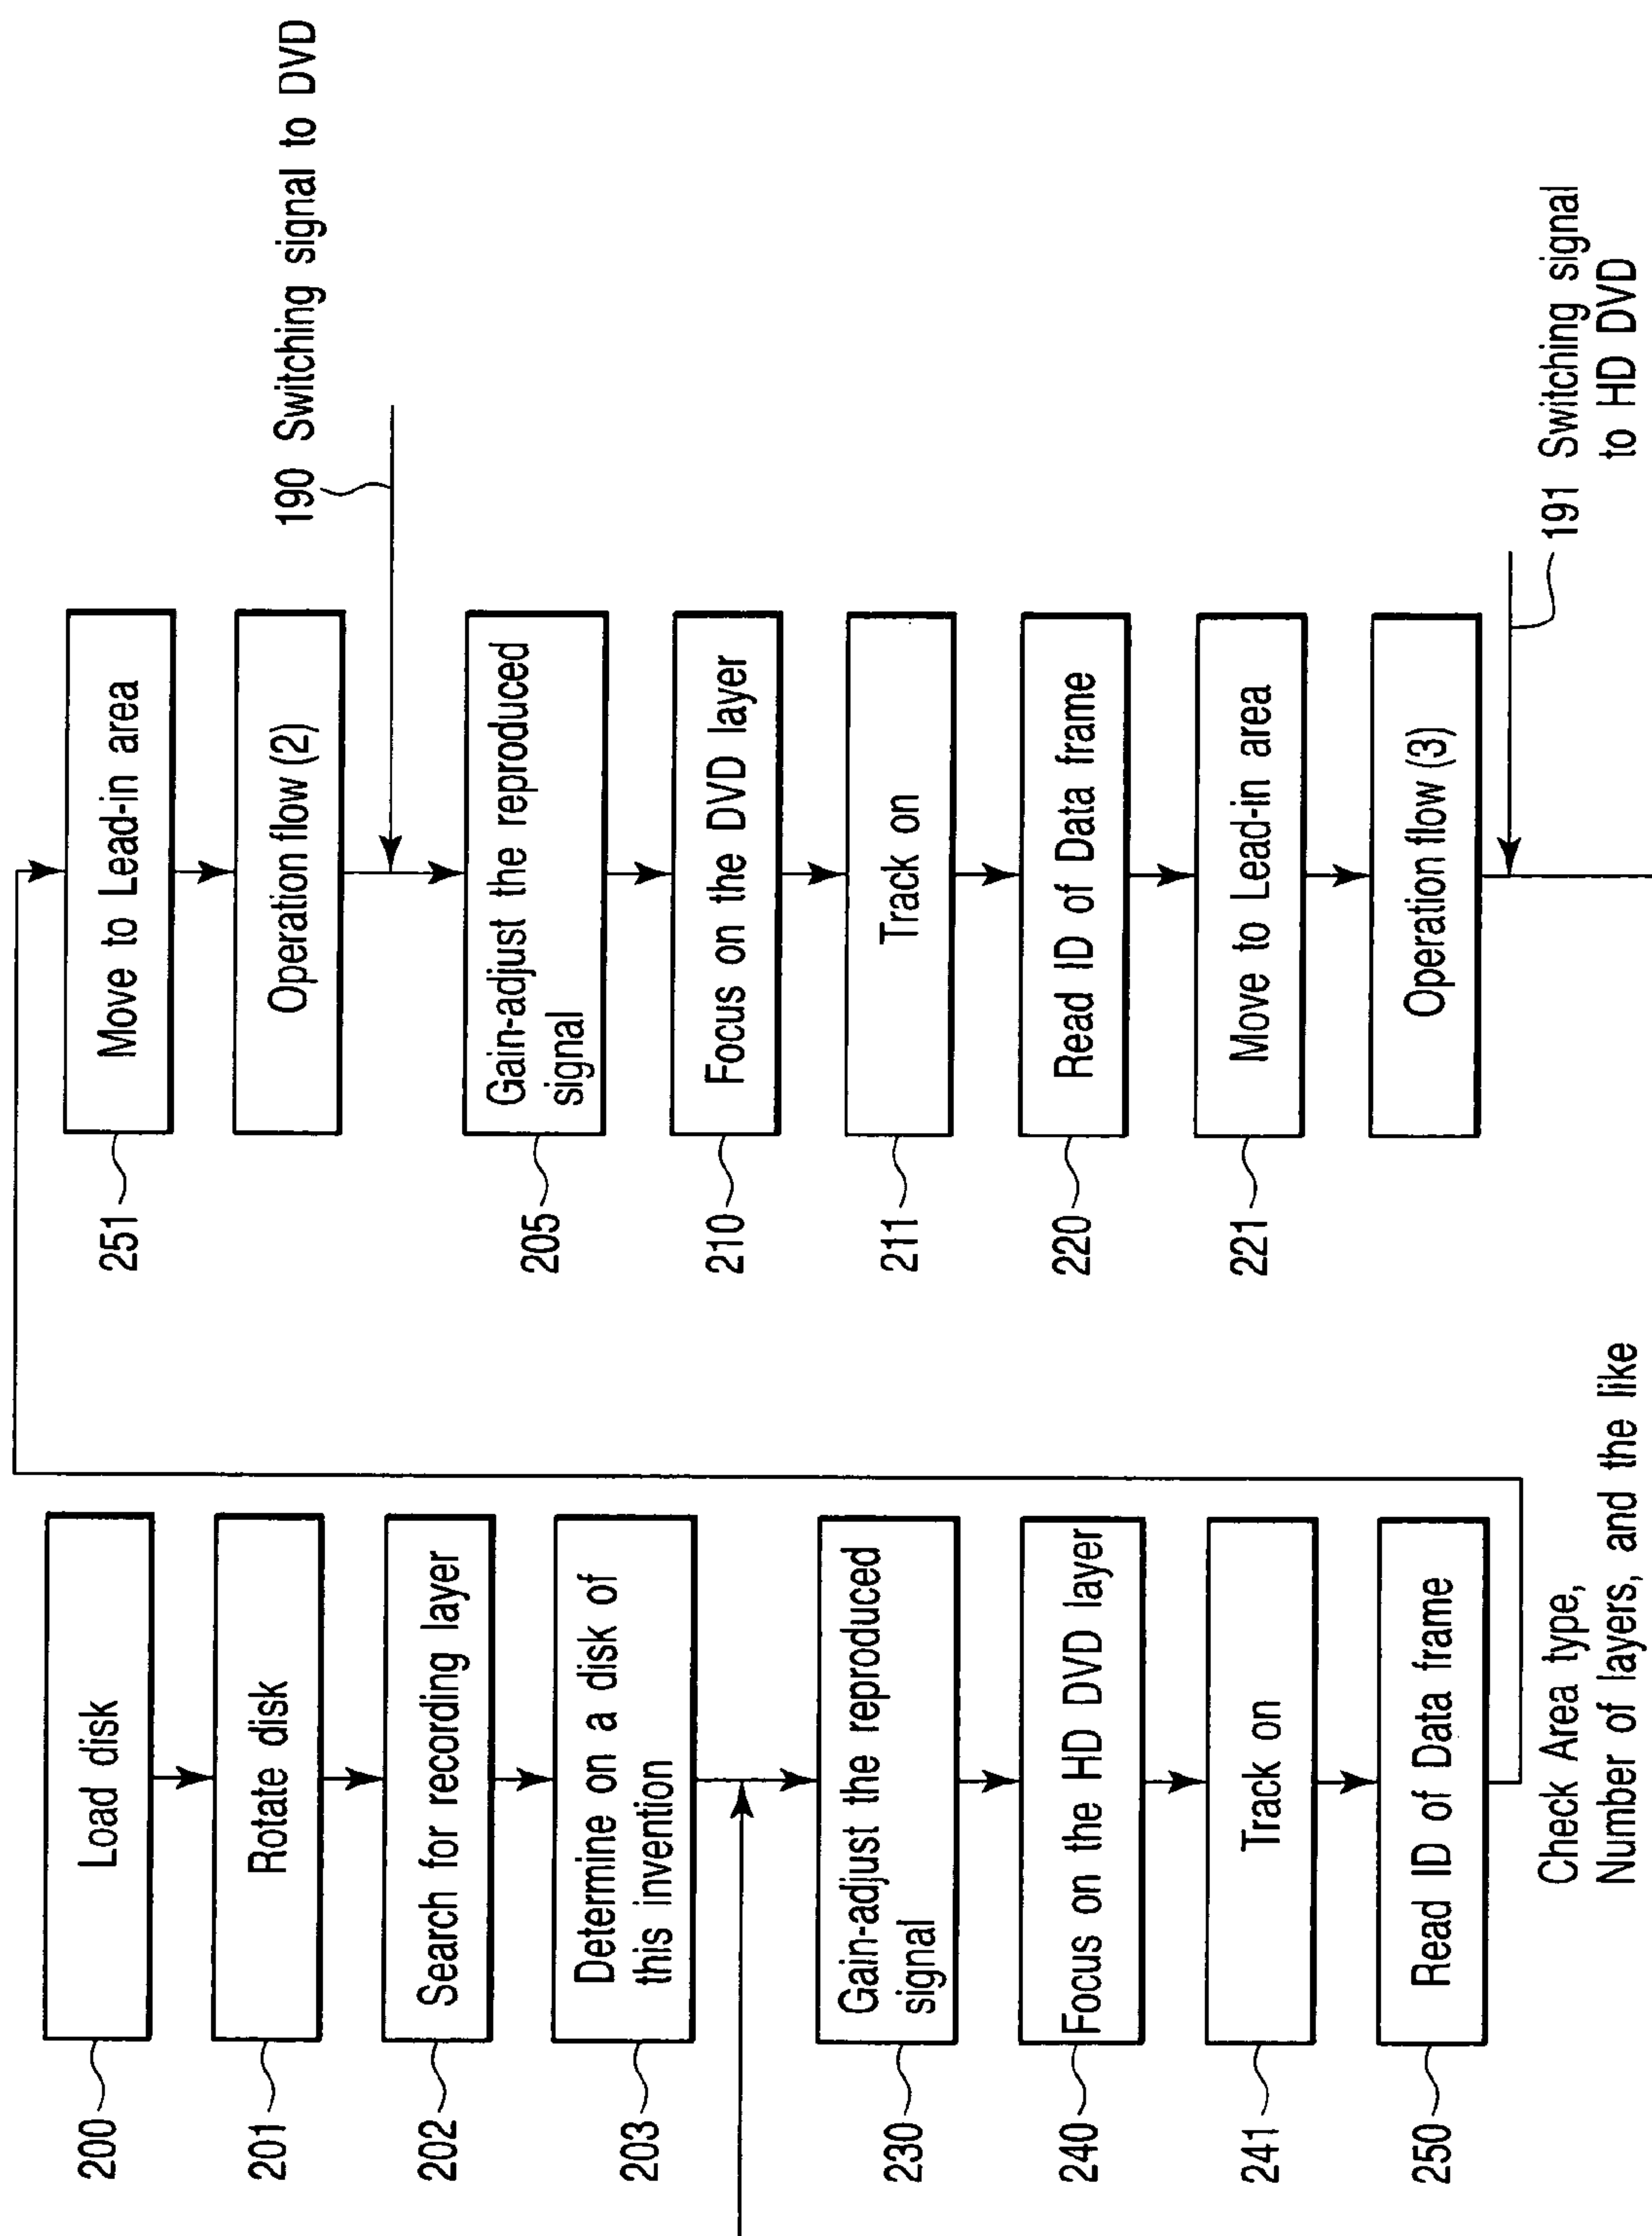 200
Load disk
201
Rotate disk
202
Search for recording layer
203
Determine on a disk of
this invention
230
Gain-adjust the reproduced
signal
240
Focus on the HD DVD layer
241
Track on
250
Read ID of Data frame
Check Area type,
Number of layers, and the like
251
Move to Lead-in area
Operation flow (2)
190 Switching signal to DVD
205
Gain-adjust the reproduced
signal
210
Focus on the DVD layer
211
Track on
220
Read ID of Data frame
221
Move to Lead-in area
Operation flow (3)
191 Switching signal
to HD DVD